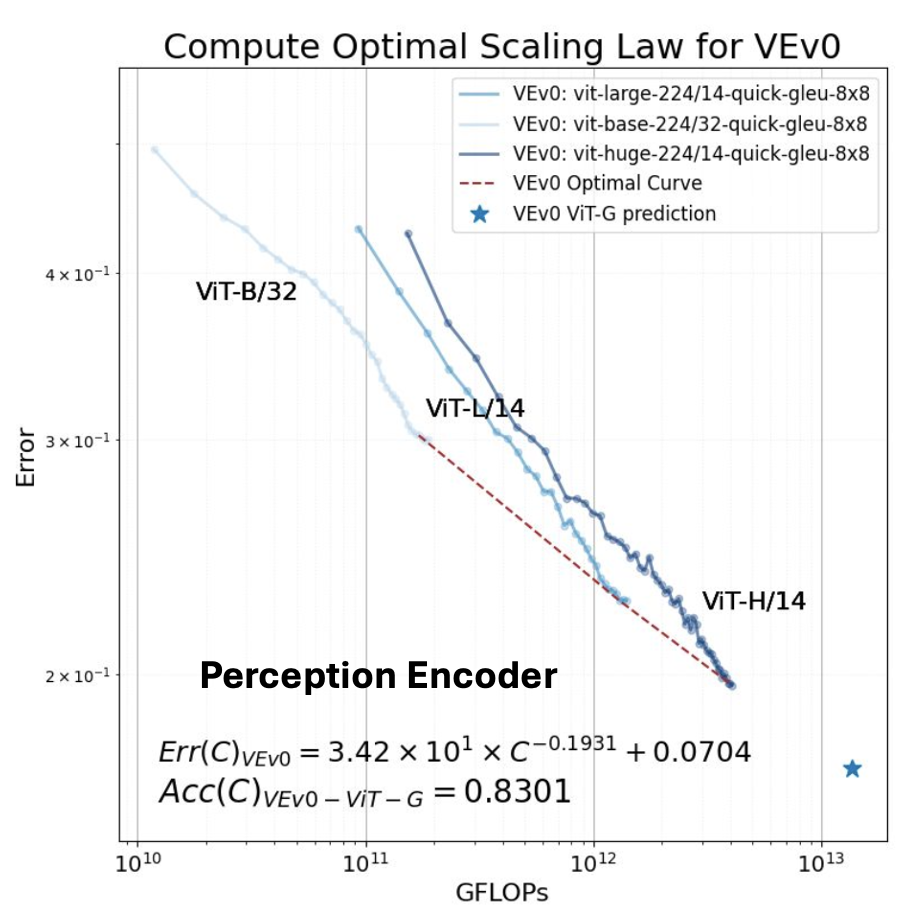 Compute Optimal Scaling Law for VEv0
VEv0: vit-large-224/14-quick-gleu-8x8
VEv0: vit-base-224/32-quick-gleu-8x8
VEv0: vit-huge-224/14-quick-gleu-8x8
VEv0 Optimal Curve
VEv0 ViT-G prediction
4 × 10⁻¹
ViT-B/32
ViT-L/14
3 × 10⁻¹
Error
ViT-H/14
2 × 10⁻¹
Perception Encoder
Err(C)_{VEv0} = 3.42 × 10¹ × C^{−0.1931} + 0.0704
Acc(C)_{VEv0−ViT−G} = 0.8301
10¹⁰ 10¹¹ 10¹² 10¹³
GFLOPs